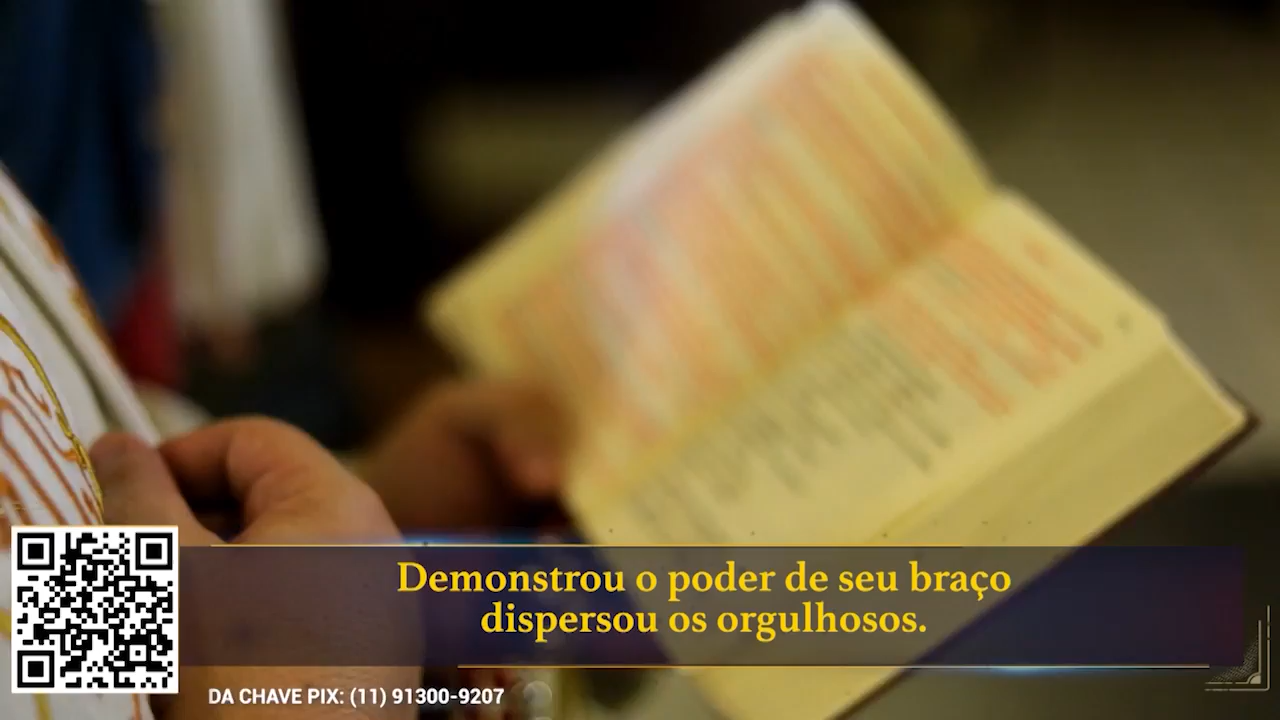 Demonstrou o poder de seu braço
dispersou os orgulhosos.
DA CHAVE PIX: (11) 91300-9207